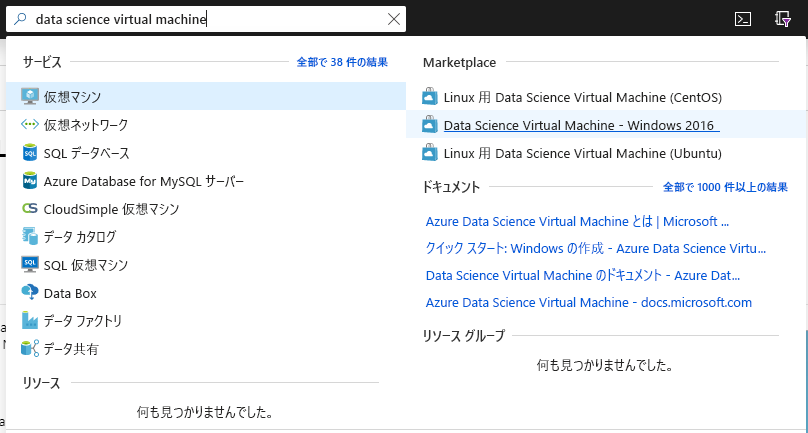 data science virtual machine
サービス
全部で 38 件の結果
仮想マシン
仮想ネットワーク
SQL データベース
Azure Database for MySQL サーバー
CloudSimple 仮想マシン
データ カタログ
SQL 仮想マシン
Data Box
データ ファクトリ
データ共有
リソース
何も見つかりませんでした。
Marketplace
Linux 用 Data Science Virtual Machine (CentOS)
Data Science Virtual Machine - Windows 2016
Linux 用 Data Science Virtual Machine (Ubuntu)
ドキュメント
全部で 1000 件以上の結果
Azure Data Science Virtual Machine とは | Microsoft ...
クイック スタート: Windows の作成 - Azure Data Science Virtu...
Data Science Virtual Machine のドキュメント - Azure Dat...
Azure Data Science Virtual Machine - docs.microsoft.com
リソース グループ
何も見つかりませんでした。